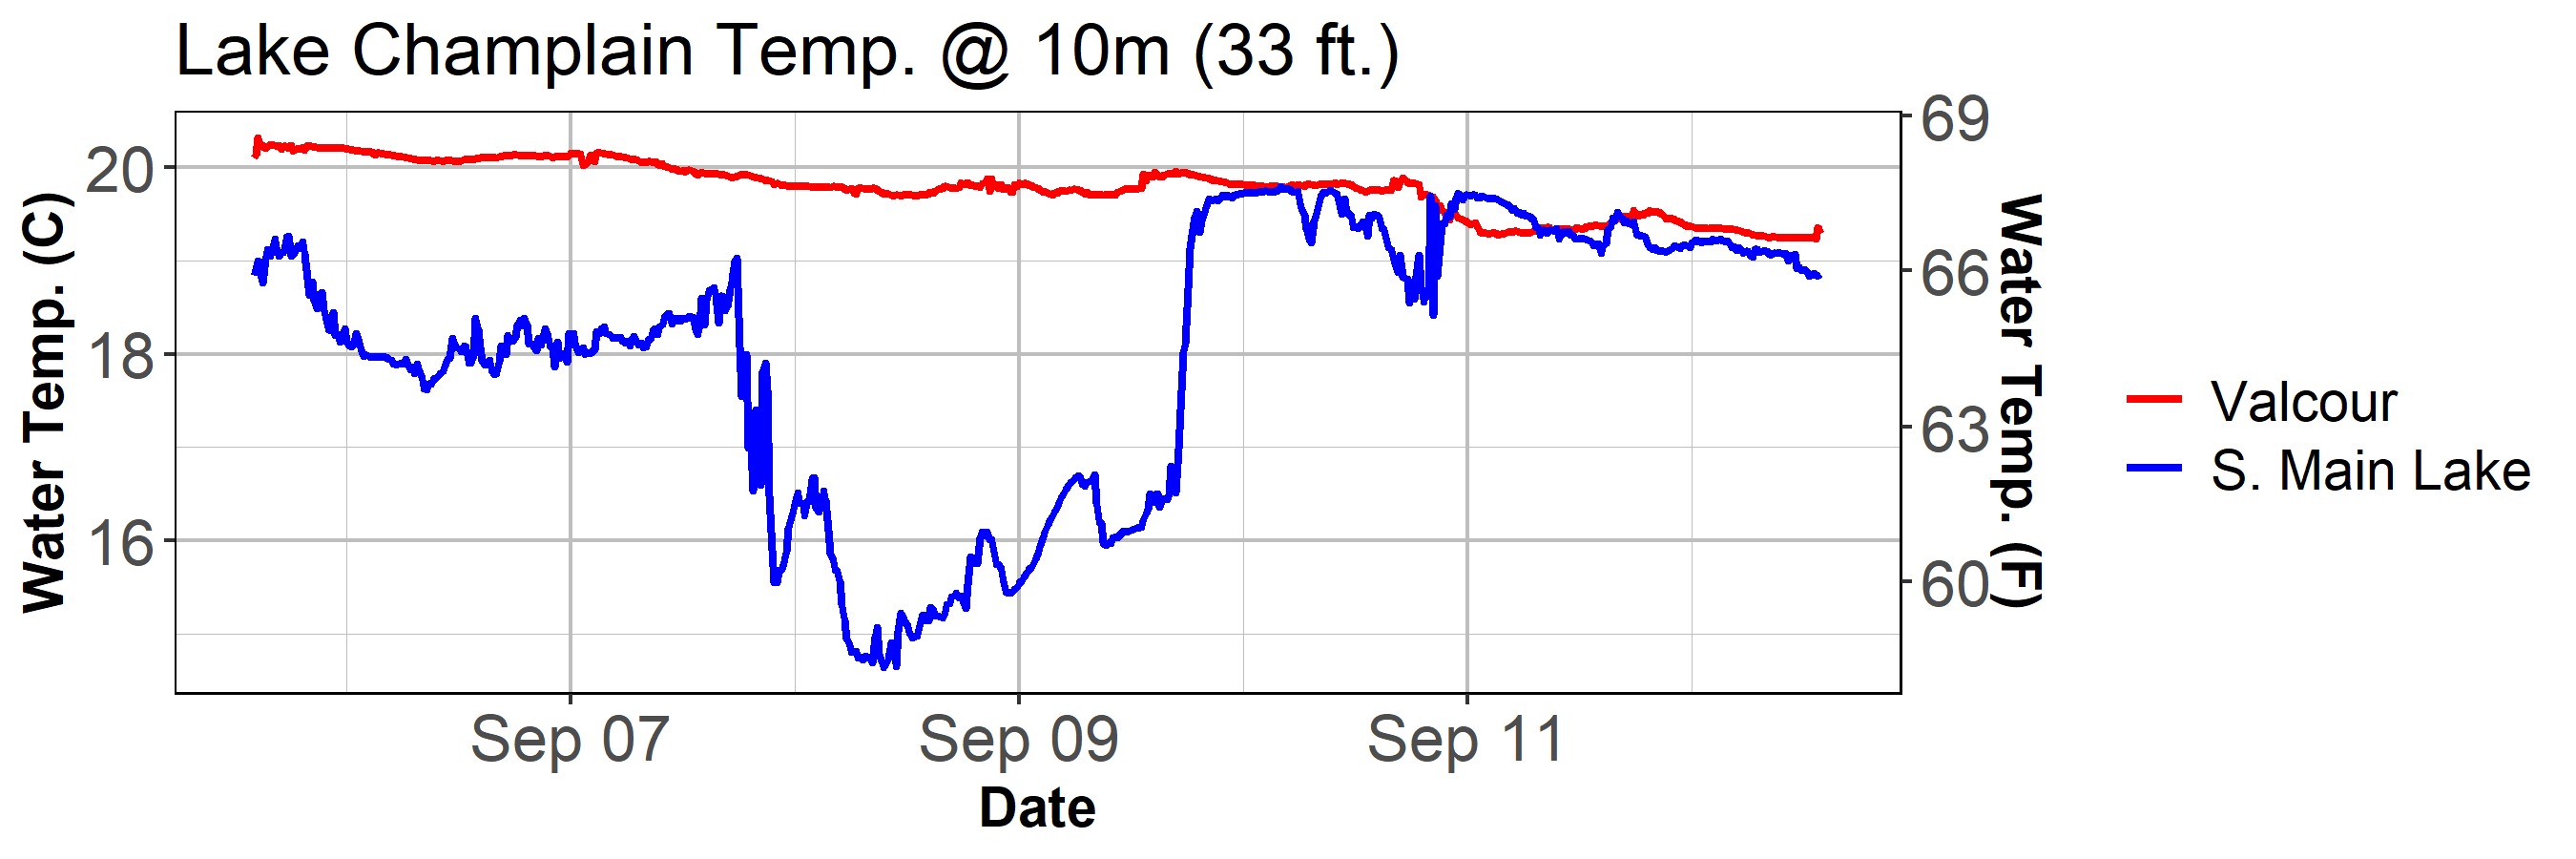 Lake Champlain Temp. @ 10m (33 ft.)
Water Temp. (C)
20
18
16
69
66
63
60
Water Temp. (F)
Sep 07
Sep 09
Sep 11
Date
Valcour
S. Main Lake